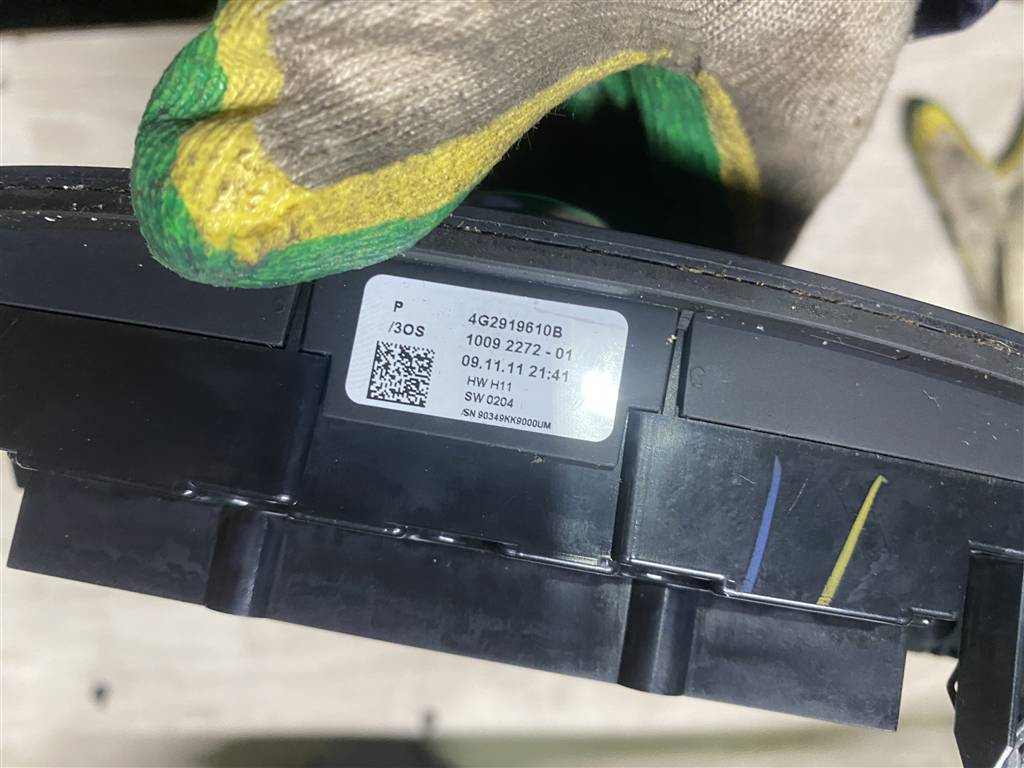 P 4G2919610B
/3OS 1009 2272 - 01
09.11.11 21:41
HW H11
SW 0204
/SN 90349KK9000UM